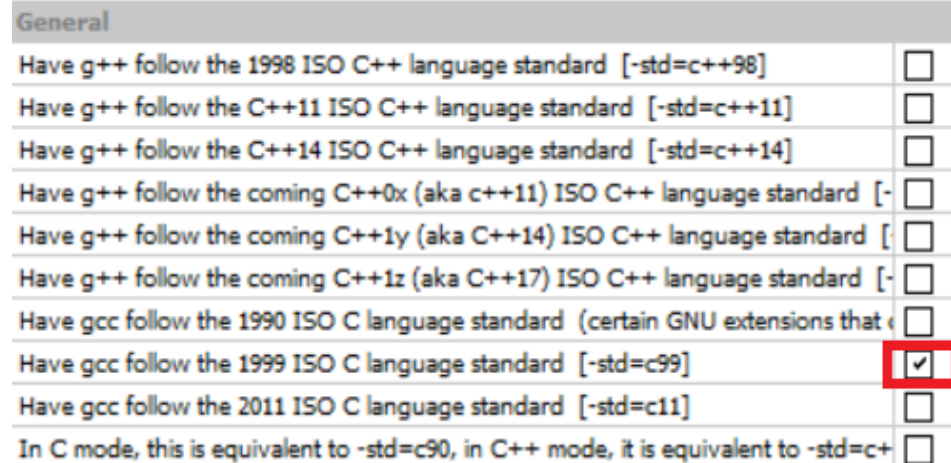 General
Have g++ follow the 1998 ISO C++ language standard [-std=c++98]
Have g++ follow the C++11 ISO C++ language standard [-std=c++11]
Have g++ follow the C++14 ISO C++ language standard [-std=c++14]
Have g++ follow the coming C++0x (aka c++11) ISO C++ language standard [-
Have g++ follow the coming C++1y (aka C++14) ISO C++ language standard [-
Have g++ follow the coming C++1z (aka C++17) ISO C++ language standard [-
Have gcc follow the 1990 ISO C language standard (certain GNU extensions that
Have gcc follow the 1999 ISO C language standard [-std=c99]
Have gcc follow the 2011 ISO C language standard [-std=c11]
In C mode, this is equivalent to -std=c90, in C++ mode, it is equivalent to -std=c+